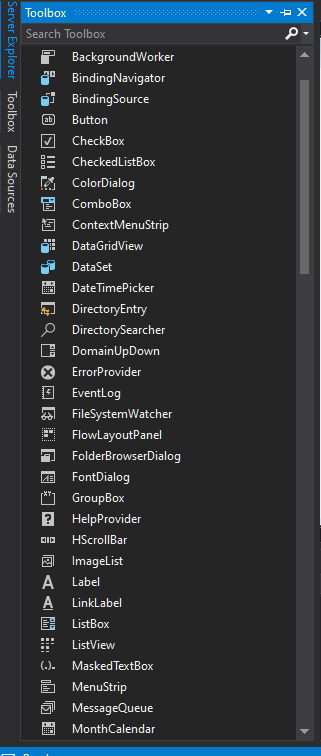 Server Explorer
Toolbox
Data Sources
Toolbox
Search Toolbox
BackgroundWorker
BindingNavigator
BindingSource
Button
CheckBox
CheckedListBox
ColorDialog
ComboBox
ContextMenuStrip
DataGridView
DataSet
DateTimePicker
DirectoryEntry
DirectorySearcher
DomainUpDown
ErrorProvider
EventLog
FileSystemWatcher
FlowLayoutPanel
FolderBrowserDialog
FontDialog
GroupBox
HelpProvider
HScrollBar
ImageList
Label
LinkLabel
ListBox
ListView
MaskedTextBox
MenuStrip
MessageQueue
MonthCalendar